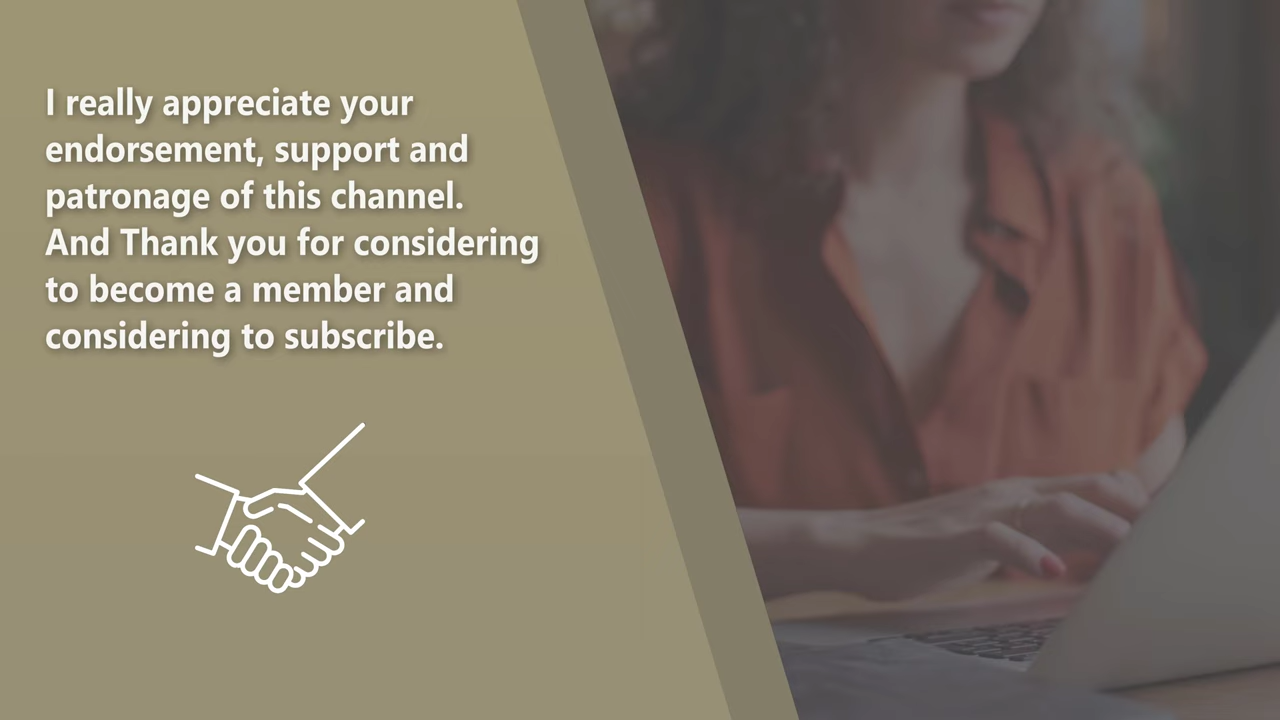 I really appreciate your
endorsement, support and
patronage of this channel.
And Thank you for considering
to become a member and
considering to subscribe.